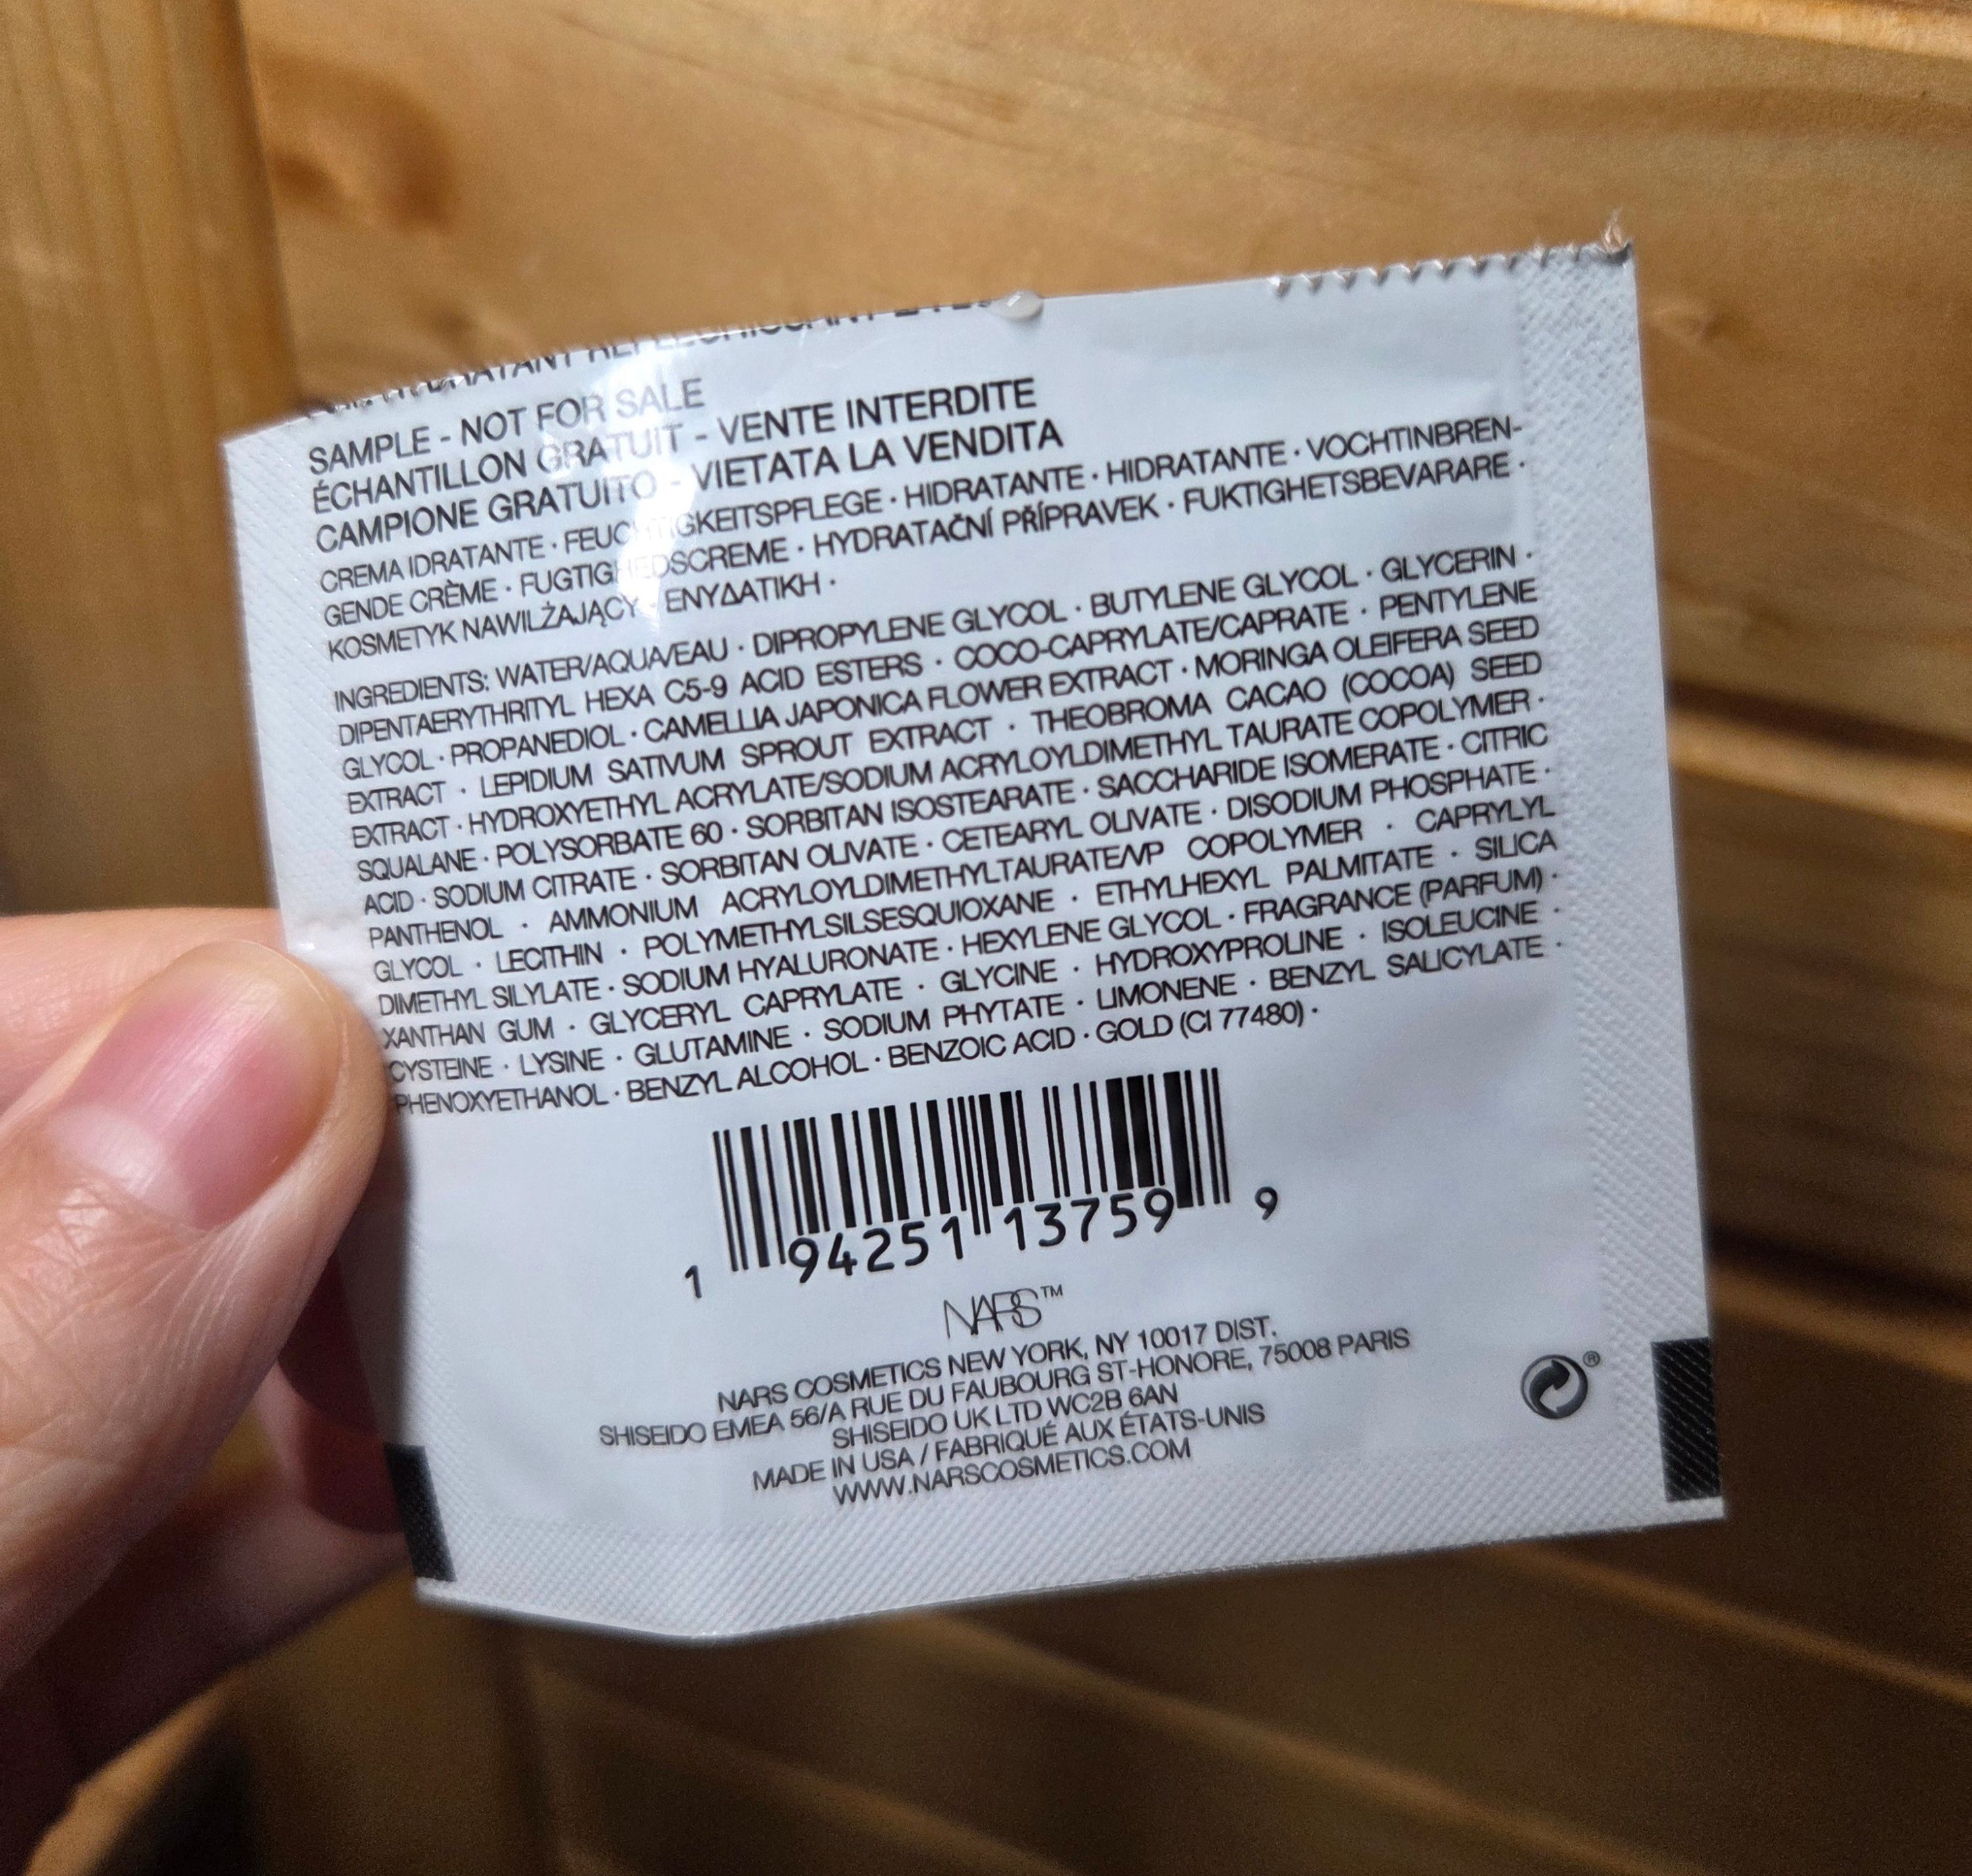 SAMPLE - NOT FOR SALE
ÉCHANTILLON GRATUIT - VENTE INTERDITE
CAMPIONE GRATUITO - VIETATA LA VENDITA
CREMA IDRATANTE · FEUCHTIGKEITSPFLEGE · HIDRATANTE · HIDRATANTE · VOCHTINBREN-
GENDE CRÈME · FUGTIGHEDSCREME · HYDRATAČNÍ PŘÍPRAVEK · FUKTIGHETSBEVARARE ·
KOSMETYK NAWILŻAJĄCY · ΕΝΥΔΑΤΙΚΗ ·
INGREDIENTS: WATER/AQUA/EAU · DIPROPYLENE GLYCOL · BUTYLENE GLYCOL · GLYCERIN ·
DIPENTAERYTHRITYL HEXA C5-9 ACID ESTERS · COCO-CAPRYLATE/CAPRATE · PENTYLENE
GLYCOL · PROPANEDIOL · CAMELLIA JAPONICA FLOWER EXTRACT · MORINGA OLEIFERA SEED
EXTRACT · LEPIDIUM SATIVUM SPROUT EXTRACT · THEOBROMA CACAO (COCOA) SEED
EXTRACT · HYDROXYETHYL ACRYLATE/SODIUM ACRYLOYLDIMETHYL TAURATE COPOLYMER ·
SQUALANE · POLYSORBATE 60 · SORBITAN ISOSTEARATE · SACCHARIDE ISOMERATE · CITRIC
ACID · SODIUM CITRATE · SORBITAN OLIVATE · CETEARYL OLIVATE · DISODIUM PHOSPHATE ·
PANTHENOL · AMMONIUM ACRYLOYLDIMETHYLTAURATE/VP COPOLYMER · CAPRYLYL
GLYCOL · LECITHIN · POLYMETHYLSILSESQUIOXANE · ETHYLHEXYL PALMITATE · SILICA
DIMETHYL SILYLATE · SODIUM HYALURONATE · HEXYLENE GLYCOL · FRAGRANCE (PARFUM) ·
XANTHAN GUM · GLYCERYL CAPRYLATE · GLYCINE · HYDROXYPROLINE · ISOLEUCINE ·
CYSTEINE · LYSINE · GLUTAMINE · SODIUM PHYTATE · LIMONENE · BENZYL SALICYLATE ·
PHENOXYETHANOL · BENZYL ALCOHOL · BENZOIC ACID · GOLD (CI 77480) ·
1 94251 13759 9
NARS™
NARS COSMETICS NEW YORK, NY 10017 DIST.
SHISEIDO EMEA 56/A RUE DU FAUBOURG ST-HONORE, 75008 PARIS
SHISEIDO UK LTD WC2B 6AN
MADE IN USA / FABRIQUÉ AUX ÉTATS-UNIS
WWW.NARSCOSMETICS.COM
®